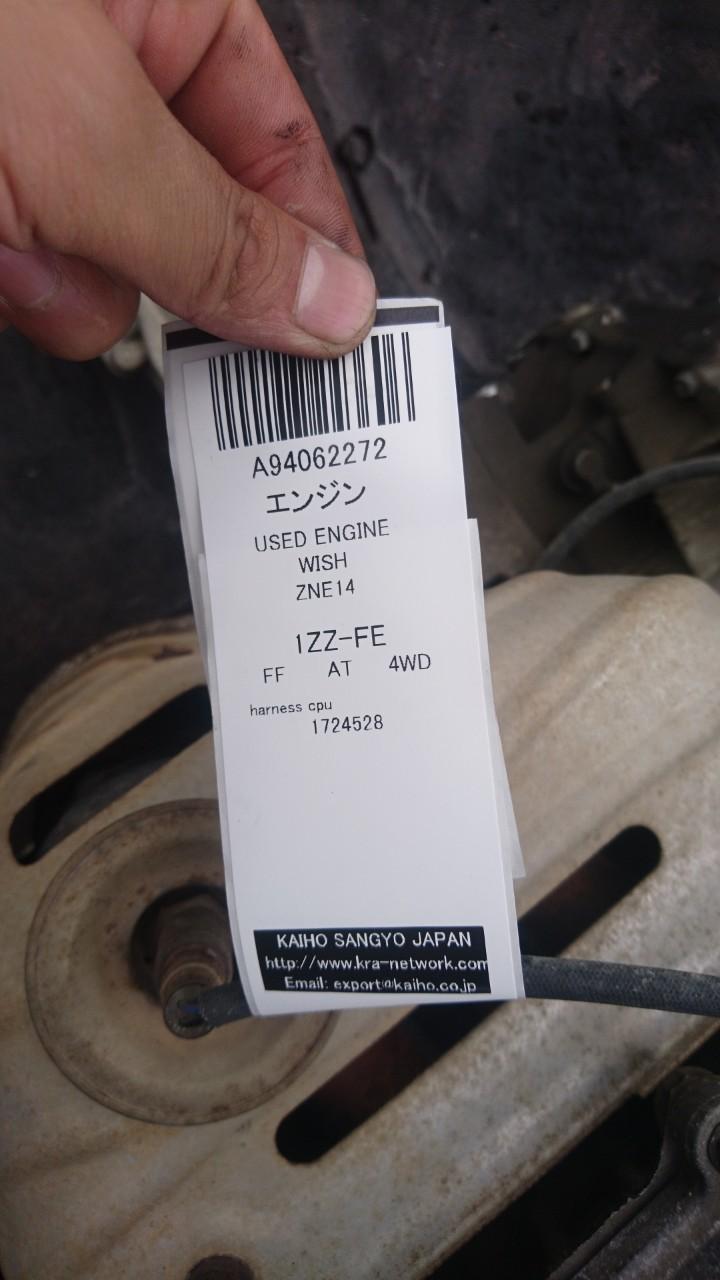 A94062272
エンジン
USED ENGINE
WISH
ZNE14
1ZZ-FE
FF AT 4WD
harness cpu
1724528
KAIHO SANGYO JAPAN
http://www.kra-network.com
Email: export@kaiho.co.jp